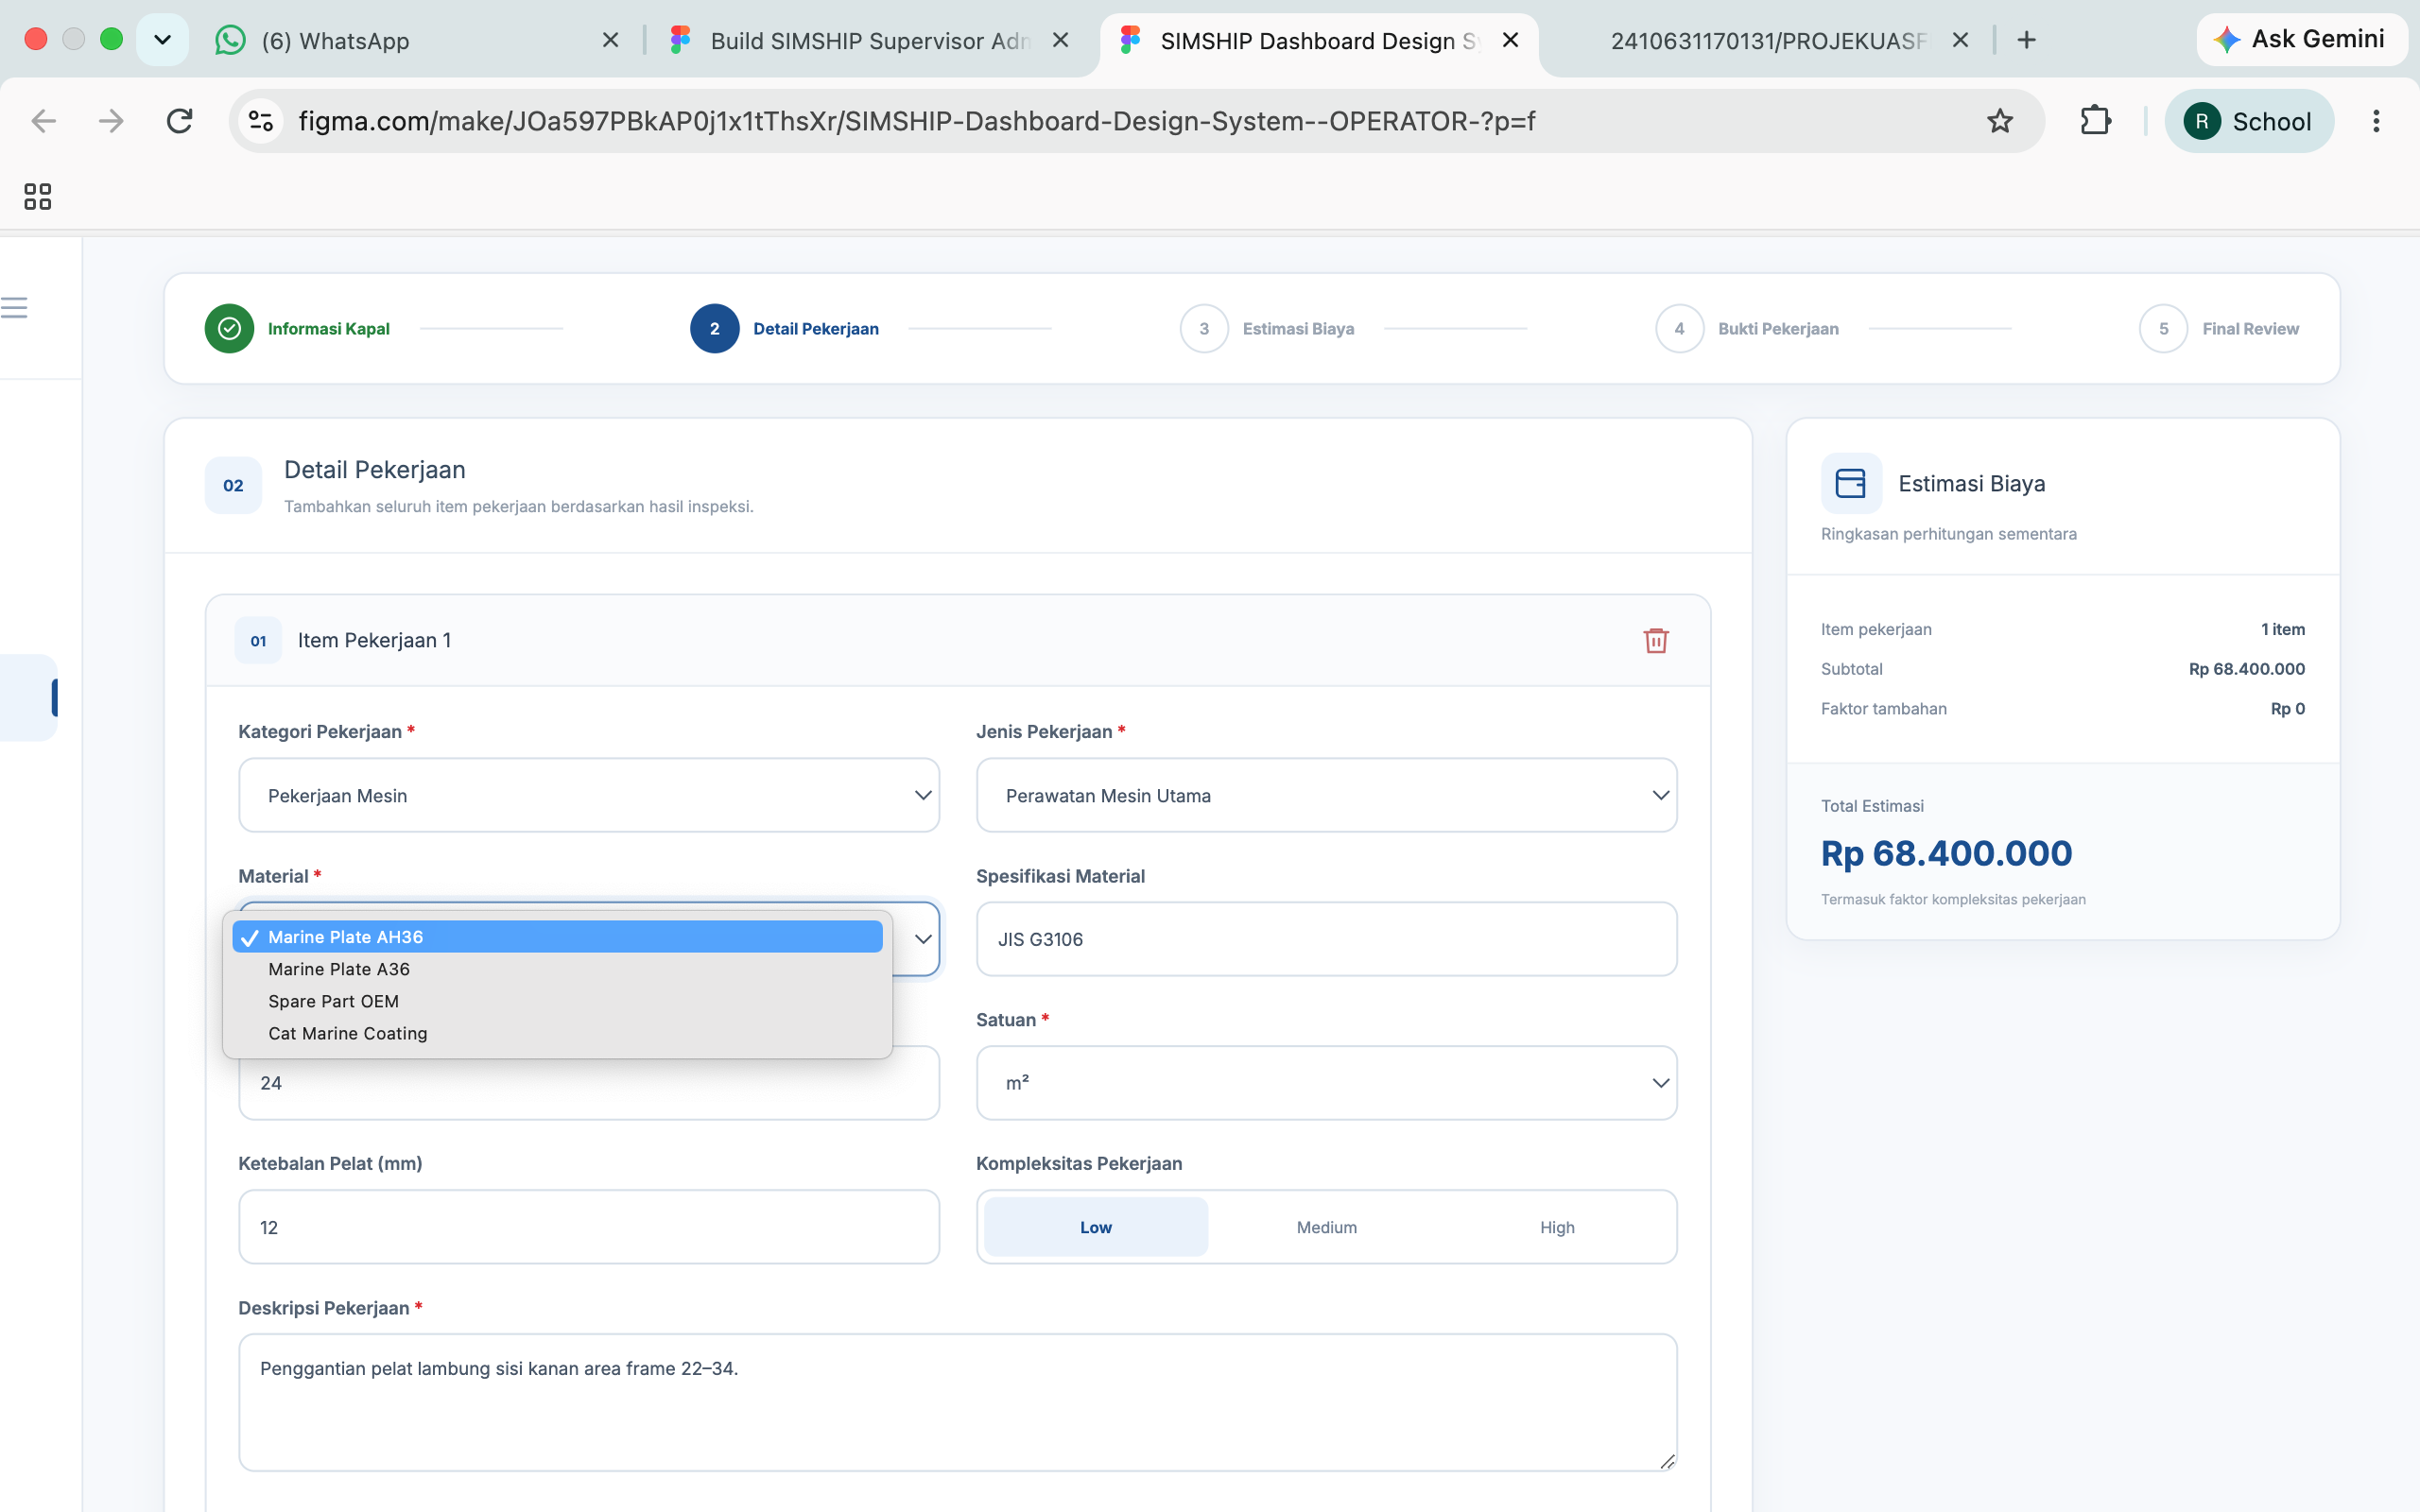 (6) WhatsApp
Build SIMSHIP Supervisor Adn
SIMSHIP Dashboard Design Sy
2410631170131/PROJEKUASF
Ask Gemini
figma.com/make/JOa597PBkAP0j1x1tThsXr/SIMSHIP-Dashboard-Design-System--OPERATOR-?p=f
R School
Informasi Kapal
2 Detail Pekerjaan
3 Estimasi Biaya
4 Bukti Pekerjaan
5 Final Review
02
Detail Pekerjaan
Tambahkan seluruh item pekerjaan berdasarkan hasil inspeksi.
01 Item Pekerjaan 1
Kategori Pekerjaan *
Pekerjaan Mesin
Jenis Pekerjaan *
Perawatan Mesin Utama
Material *
Marine Plate AH36
Marine Plate A36
Spare Part OEM
Cat Marine Coating
Spesifikasi Material
JIS G3106
24
Satuan *
m²
Ketebalan Pelat (mm)
12
Kompleksitas Pekerjaan
Low Medium High
Deskripsi Pekerjaan *
Penggantian pelat lambung sisi kanan area frame 22–34.
Estimasi Biaya
Ringkasan perhitungan sementara
Item pekerjaan 1 item
Subtotal Rp 68.400.000
Faktor tambahan Rp 0
Total Estimasi
Rp 68.400.000
Termasuk faktor kompleksitas pekerjaan